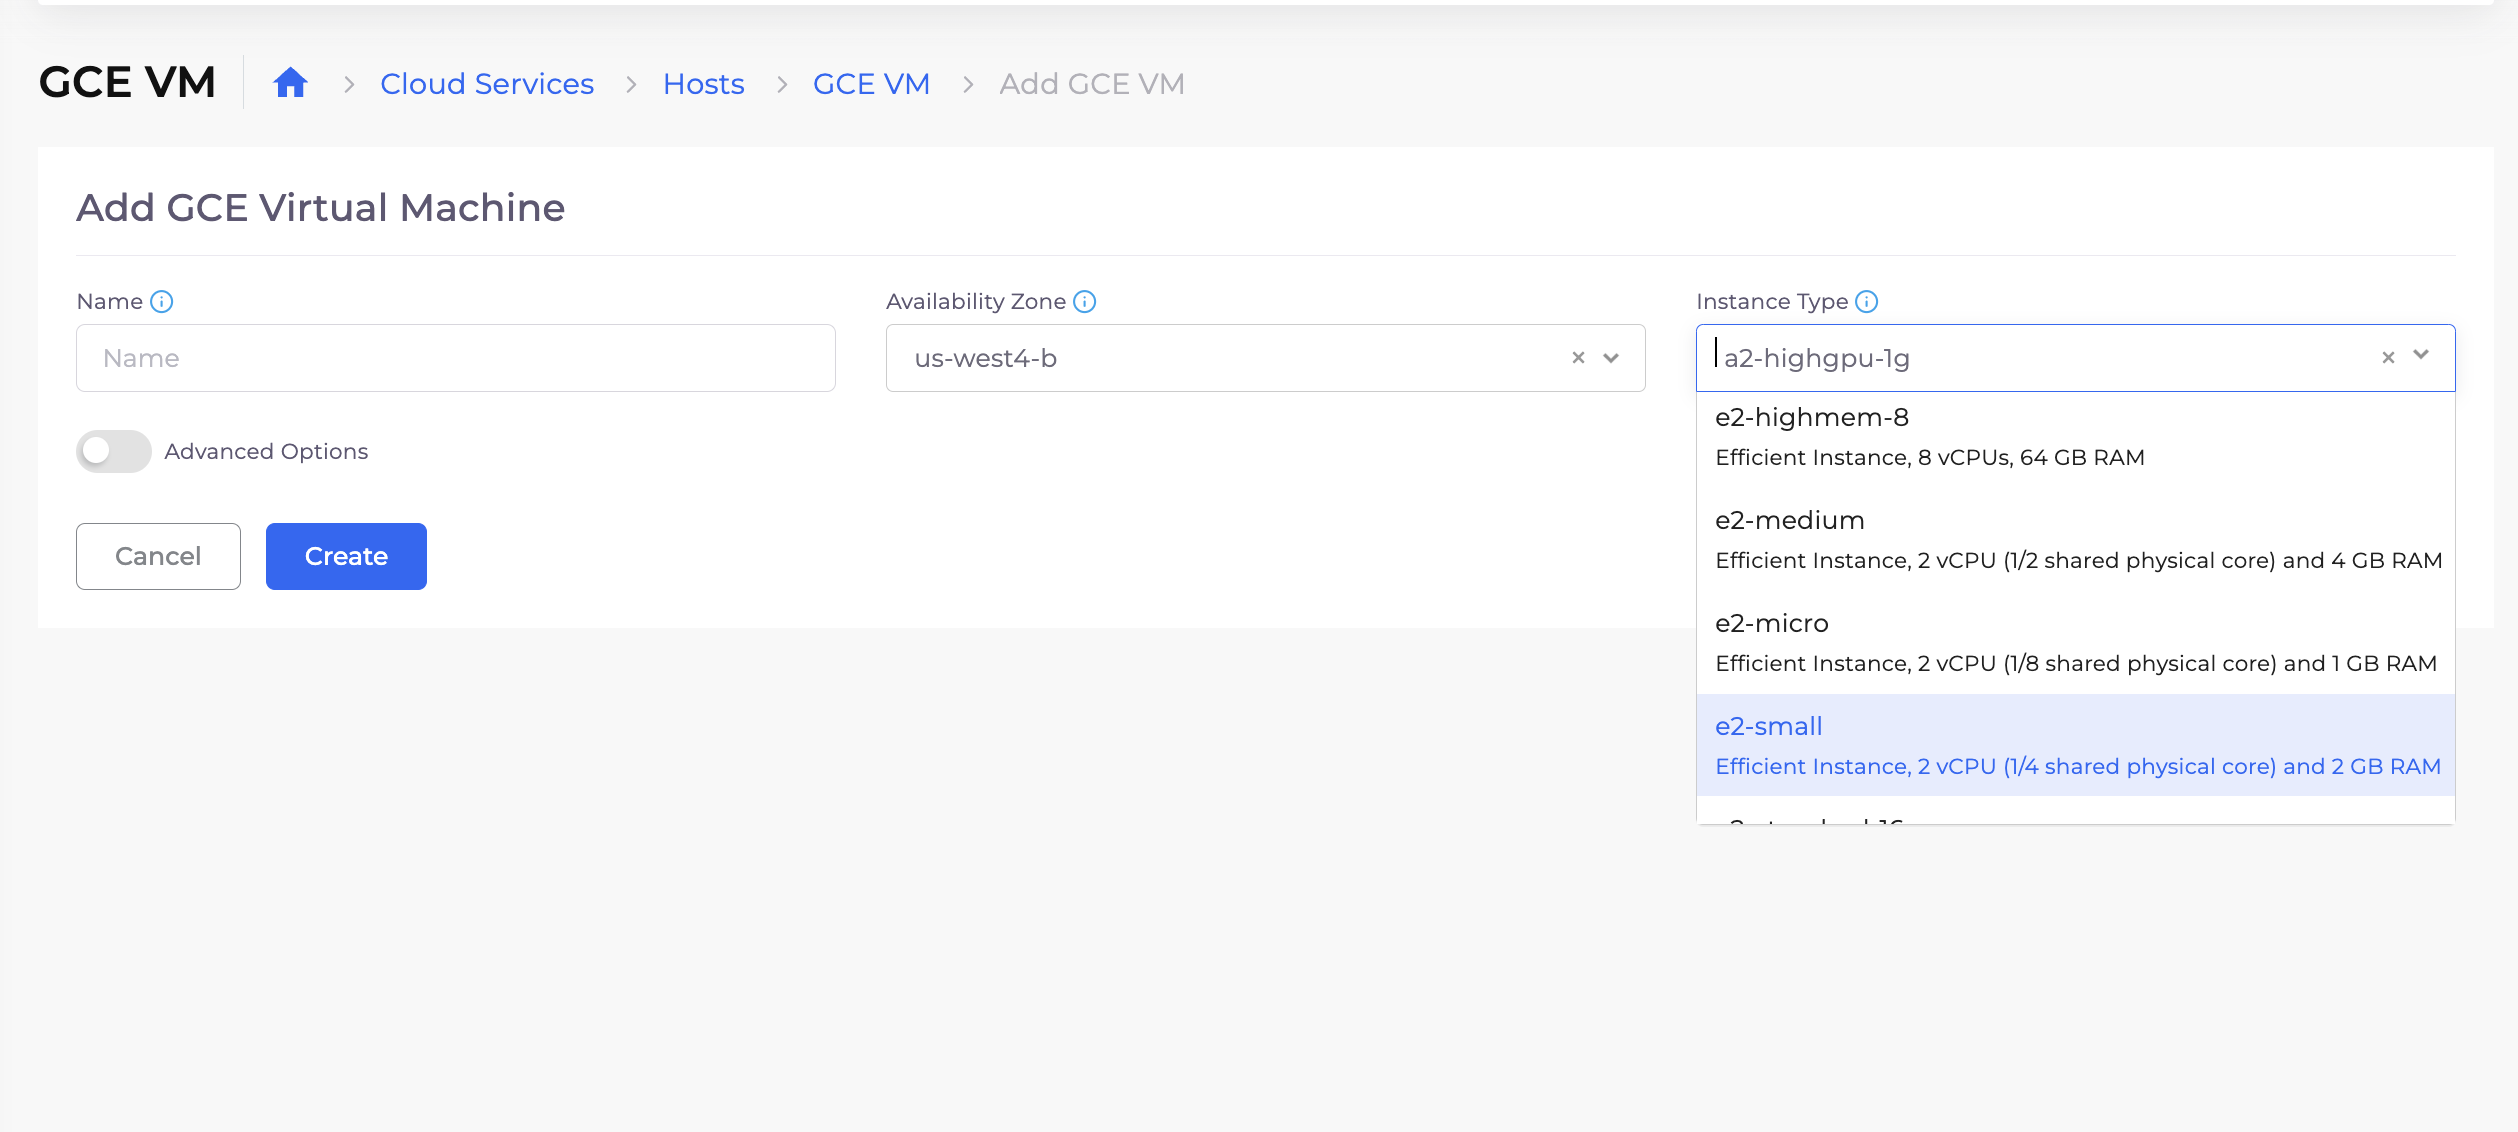 GCE VM
Cloud Services > Hosts > GCE VM > Add GCE VM
Add GCE Virtual Machine
Name
Name
Availability Zone
us-west4-b
Instance Type
a2-highgpu-1g
e2-highmem-8
Efficient Instance, 8 vCPUs, 64 GB RAM
e2-medium
Efficient Instance, 2 vCPU (1/2 shared physical core) and 4 GB RAM
e2-micro
Efficient Instance, 2 vCPU (1/8 shared physical core) and 1 GB RAM
e2-small
Efficient Instance, 2 vCPU (1/4 shared physical core) and 2 GB RAM
Advanced Options
Cancel
Create